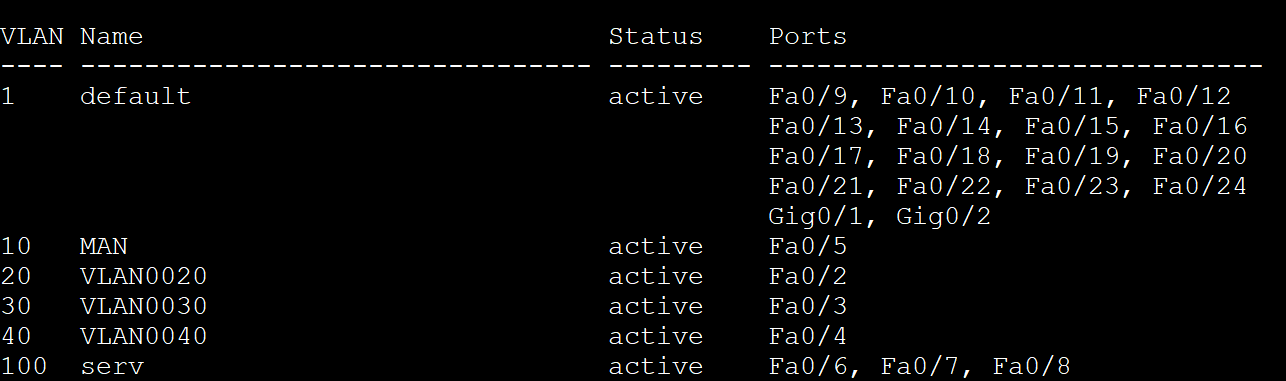 VLAN Name                             Status    Ports
---- -------------------------------- --------- -------------------------------
1    default                          active    Fa0/9, Fa0/10, Fa0/11, Fa0/12
                                                Fa0/13, Fa0/14, Fa0/15, Fa0/16
                                                Fa0/17, Fa0/18, Fa0/19, Fa0/20
                                                Fa0/21, Fa0/22, Fa0/23, Fa0/24
                                                Gig0/1, Gig0/2
10   MAN                              active    Fa0/5
20   VLAN0020                         active    Fa0/2
30   VLAN0030                         active    Fa0/3
40   VLAN0040                         active    Fa0/4
100  serv                             active    Fa0/6, Fa0/7, Fa0/8